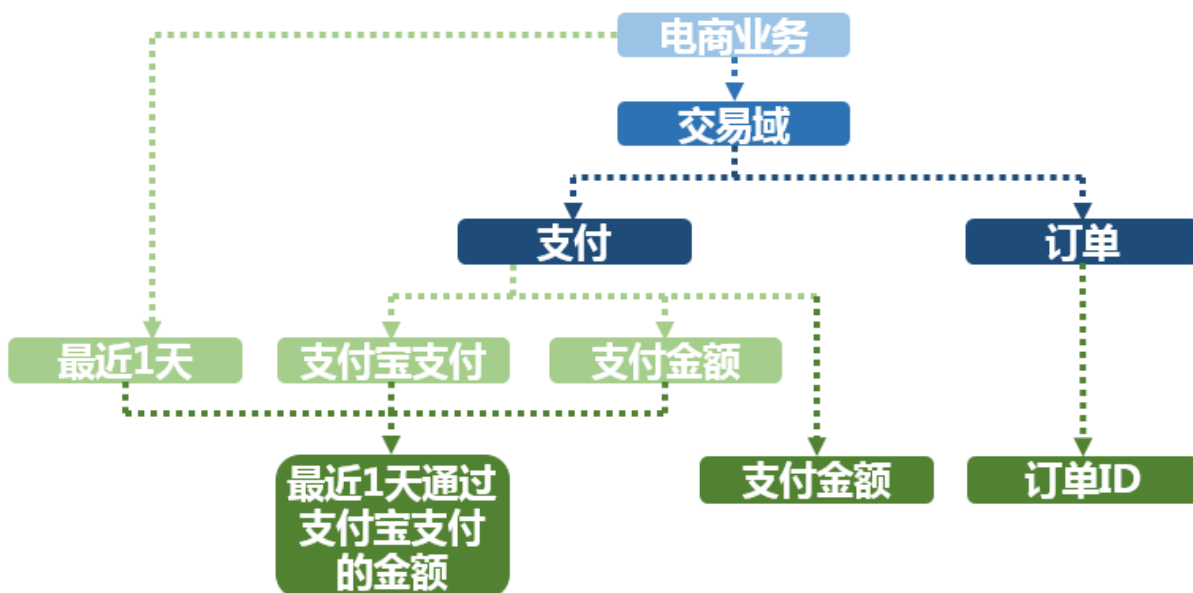 电商业务
交易域
支付
订单
最近1天
支付宝支付
支付金额
最近1天通过
支付宝支付
的金额
支付金额
订单ID